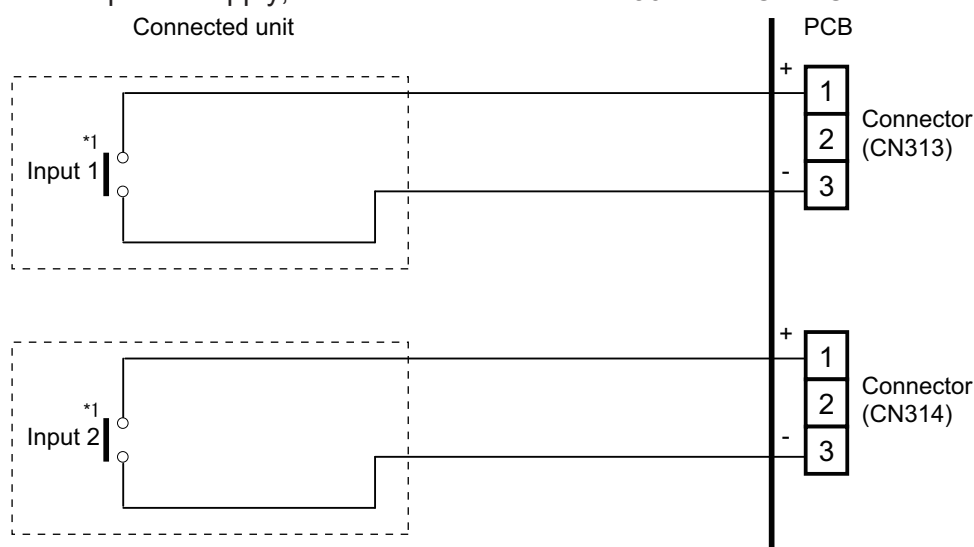 Connected unit
PCB
*1
Input 1
+
-
1
2
3
Connector
(CN313)
*1
Input 2
+
-
1
2
3
Connector
(CN314)